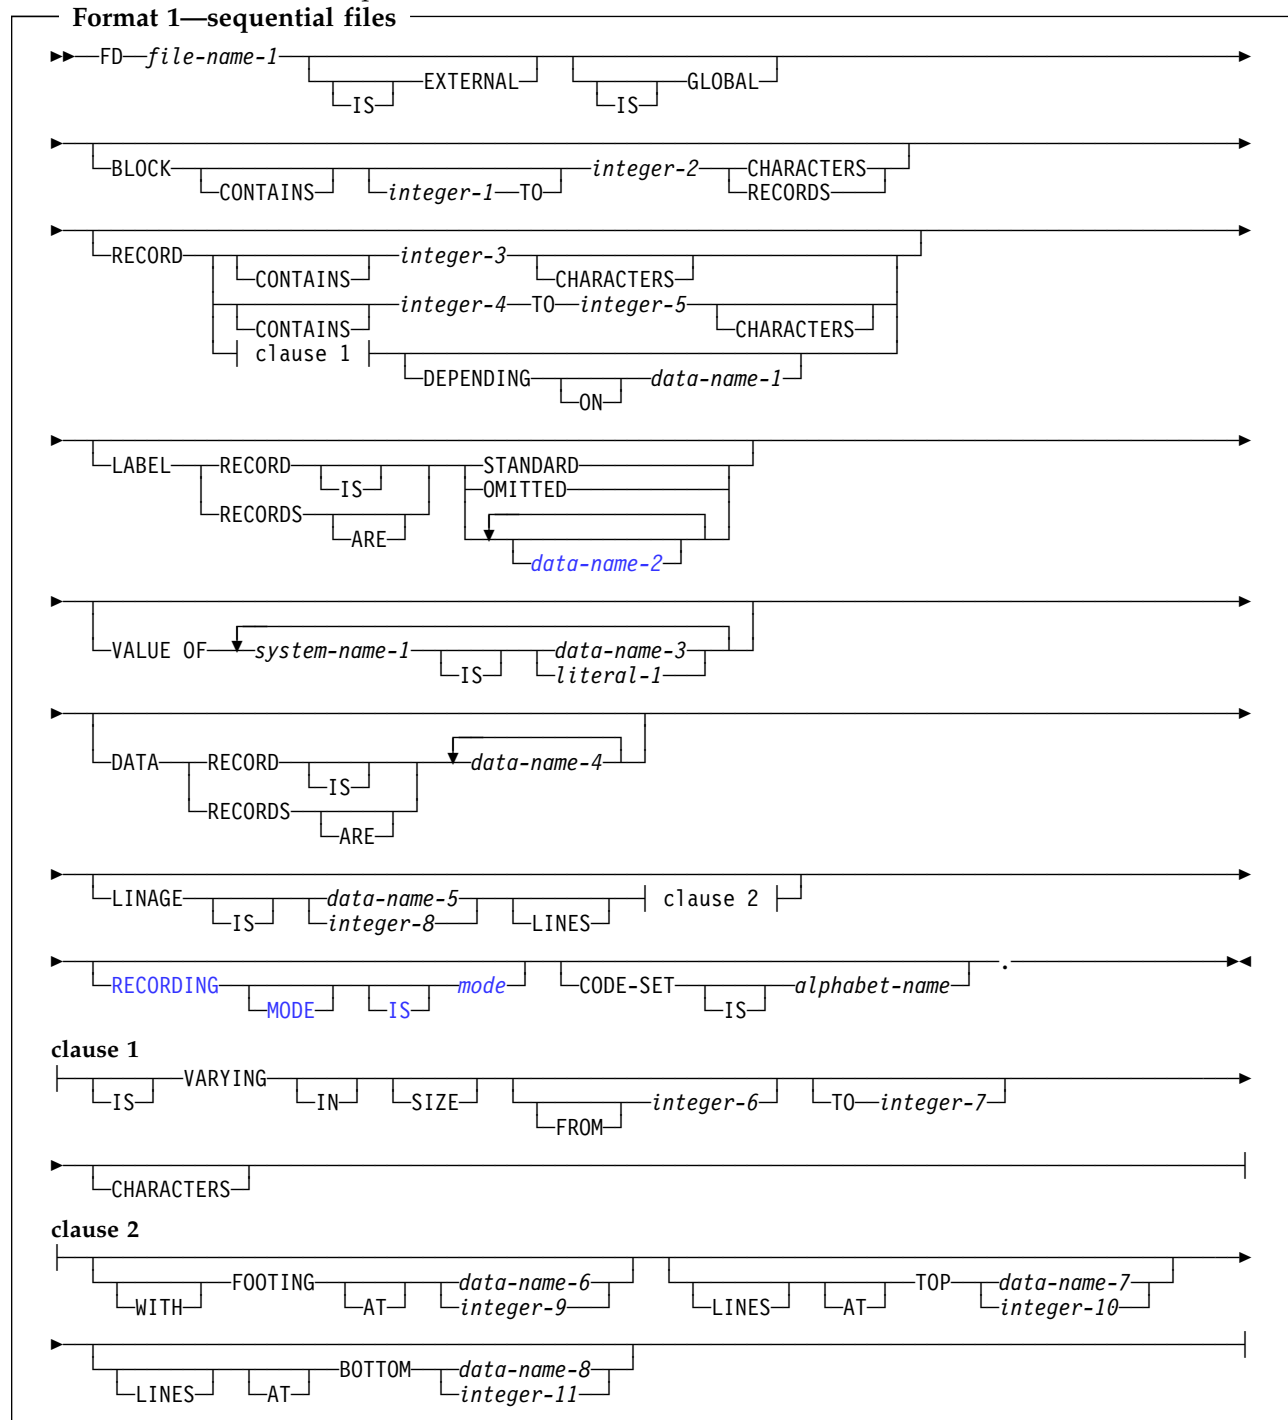 Format 1—sequential files
FD file-name-1
EXTERNAL GLOBAL
IS IS
BLOCK integer-2 CHARACTERS
CONTAINS integer-1 TO RECORDS
RECORD integer-3
CONTAINS CHARACTERS
integer-4 TO integer-5
CONTAINS CHARACTERS
clause 1
DEPENDING data-name-1
ON
LABEL RECORD STANDARD
IS OMITTED
RECORDS
ARE
data-name-2
VALUE OF system-name-1 data-name-3
IS literal-1
DATA RECORD data-name-4
IS
RECORDS
ARE
LINAGE data-name-5 clause 2
IS integer-8 LINES
.
RECORDING mode CODE-SET alphabet-name
MODE IS IS
clause 1
VARYING
IS IN SIZE integer-6 TO integer-7
FROM
CHARACTERS
clause 2
FOOTING data-name-6 TOP data-name-7
WITH AT integer-9 LINES AT integer-10
BOTTOM data-name-8
LINES AT integer-11